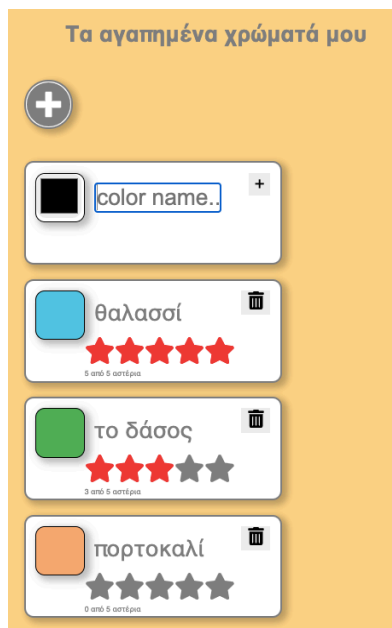 Τα αγαπημένα χρώματά μου
color name..
θαλασσί
5 από 5 αστέρια
το δάσος
3 από 5 αστέρια
πορτοκαλί
0 από 5 αστέρια